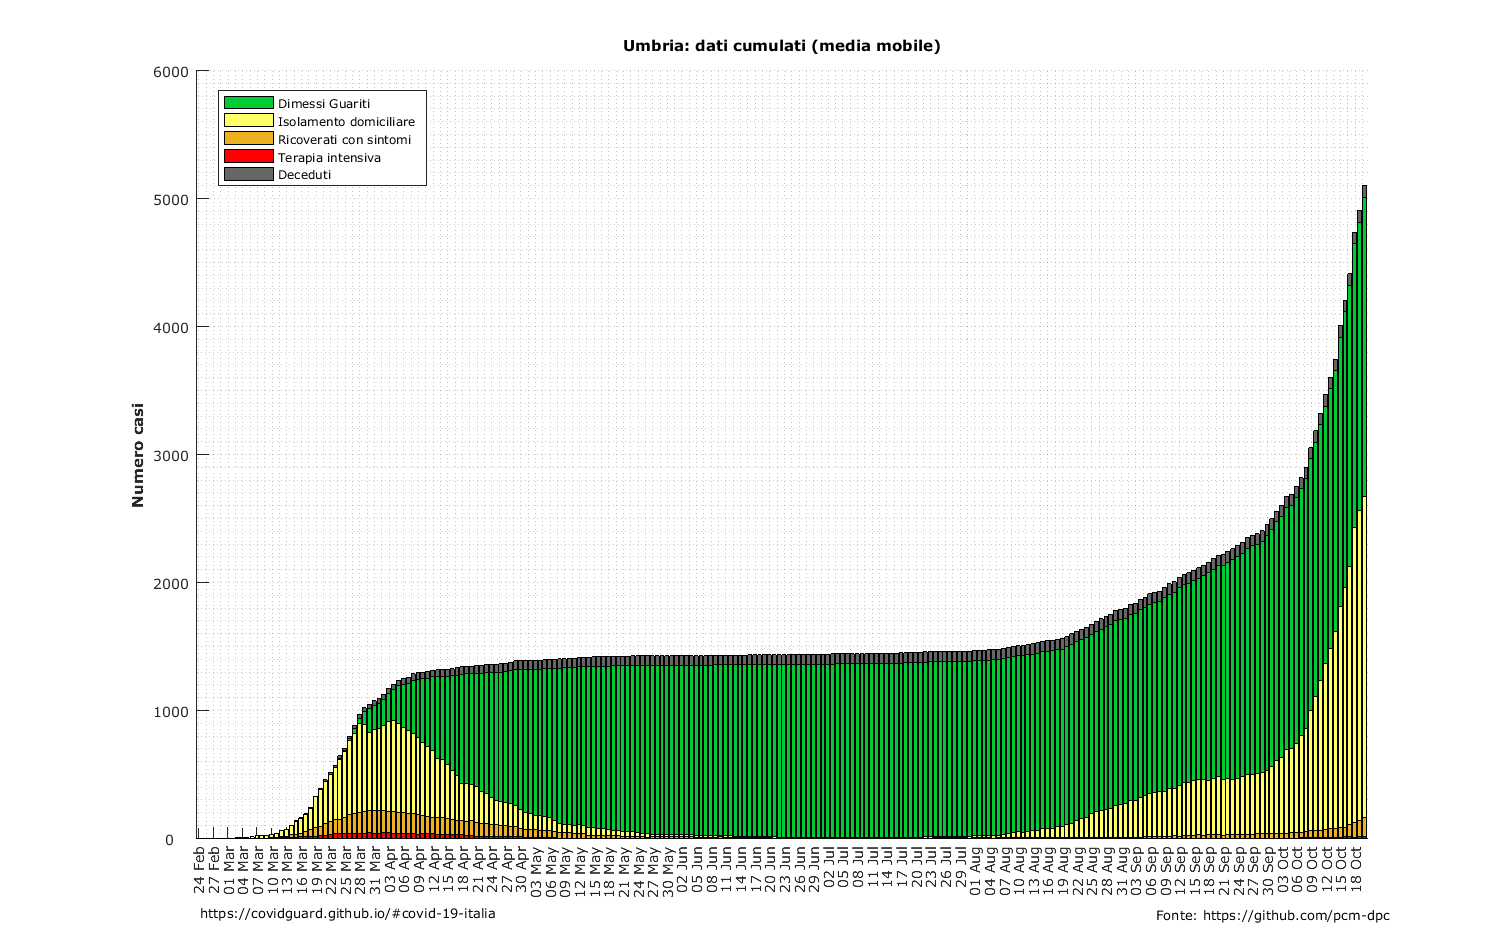 Umbria: dati cumulati (media mobile)
6000
5000
4000
3000
2000
1000
0
Numero casi
Dimessi Guariti
Isolamento domiciliare
Ricoverati con sintomi
Terapia intensiva
Deceduti
24 Feb
27 Feb
01 Mar
04 Mar
07 Mar
10 Mar
13 Mar
16 Mar
19 Mar
22 Mar
25 Mar
28 Mar
31 Mar
03 Apr
06 Apr
09 Apr
12 Apr
15 Apr
18 Apr
21 Apr
24 Apr
27 Apr
30 Apr
03 May
06 May
09 May
12 May
15 May
18 May
21 May
24 May
27 May
30 May
02 Jun
05 Jun
08 Jun
11 Jun
14 Jun
17 Jun
20 Jun
23 Jun
26 Jun
29 Jun
02 Jul
05 Jul
08 Jul
11 Jul
14 Jul
17 Jul
20 Jul
23 Jul
26 Jul
29 Jul
01 Aug
04 Aug
07 Aug
10 Aug
13 Aug
16 Aug
19 Aug
22 Aug
25 Aug
28 Aug
31 Aug
03 Sep
06 Sep
09 Sep
12 Sep
15 Sep
18 Sep
21 Sep
24 Sep
27 Sep
30 Sep
03 Oct
06 Oct
09 Oct
12 Oct
15 Oct
18 Oct
https://covidguard.github.io/#covid-19-italia
Fonte: https://github.com/pcm-dpc